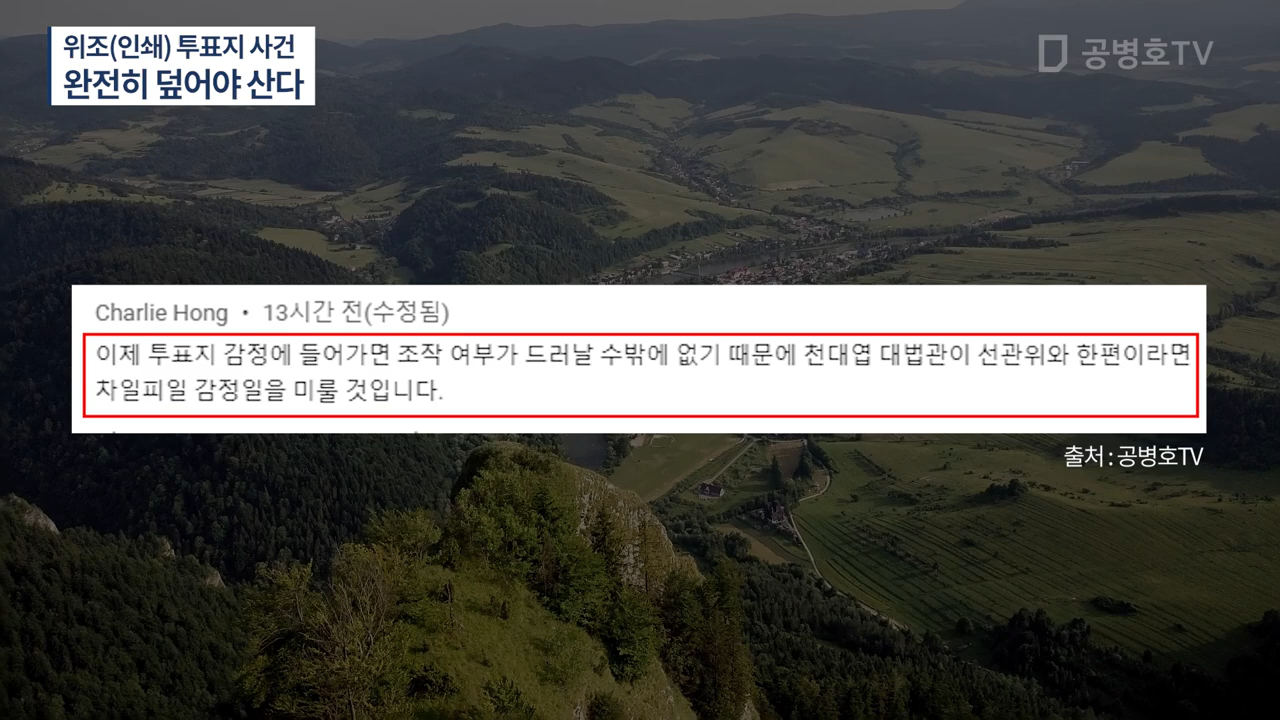 위조(인쇄) 투표지 사건
완전히 덮어야 산다
공병호TV
Charlie Hong • 13시간 전(수정됨)
이제 투표지 감정에 들어가면 조작 여부가 드러날 수밖에 없기 때문에 천대엽 대법관이 선관위와 한편이라면
차일피일 감정일을 미룰 것입니다.
출처 : 공병호TV